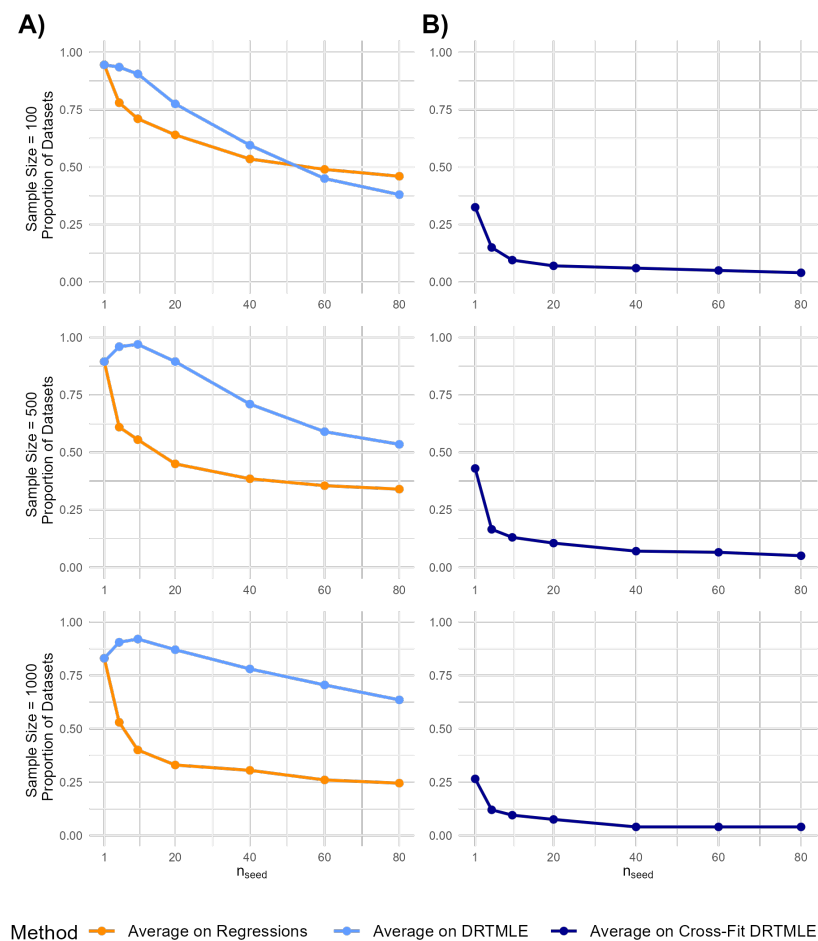 A)
B)
Sample Size = 100
Proportion of Datasets
1.00
0.75
0.50
0.25
0.00
1 20 40 60 80
1.00
0.75
0.50
0.25
0.00
1 20 40 60 80
Sample Size = 500
Proportion of Datasets
1.00
0.75
0.50
0.25
0.00
1 20 40 60 80
1.00
0.75
0.50
0.25
0.00
1 20 40 60 80
Sample Size = 1000
Proportion of Datasets
1.00
0.75
0.50
0.25
0.00
1 20 40 60 80
nseed
1.00
0.75
0.50
0.25
0.00
1 20 40 60 80
nseed
Method Average on Regressions Average on DRTMLE Average on Cross-Fit DRTMLE